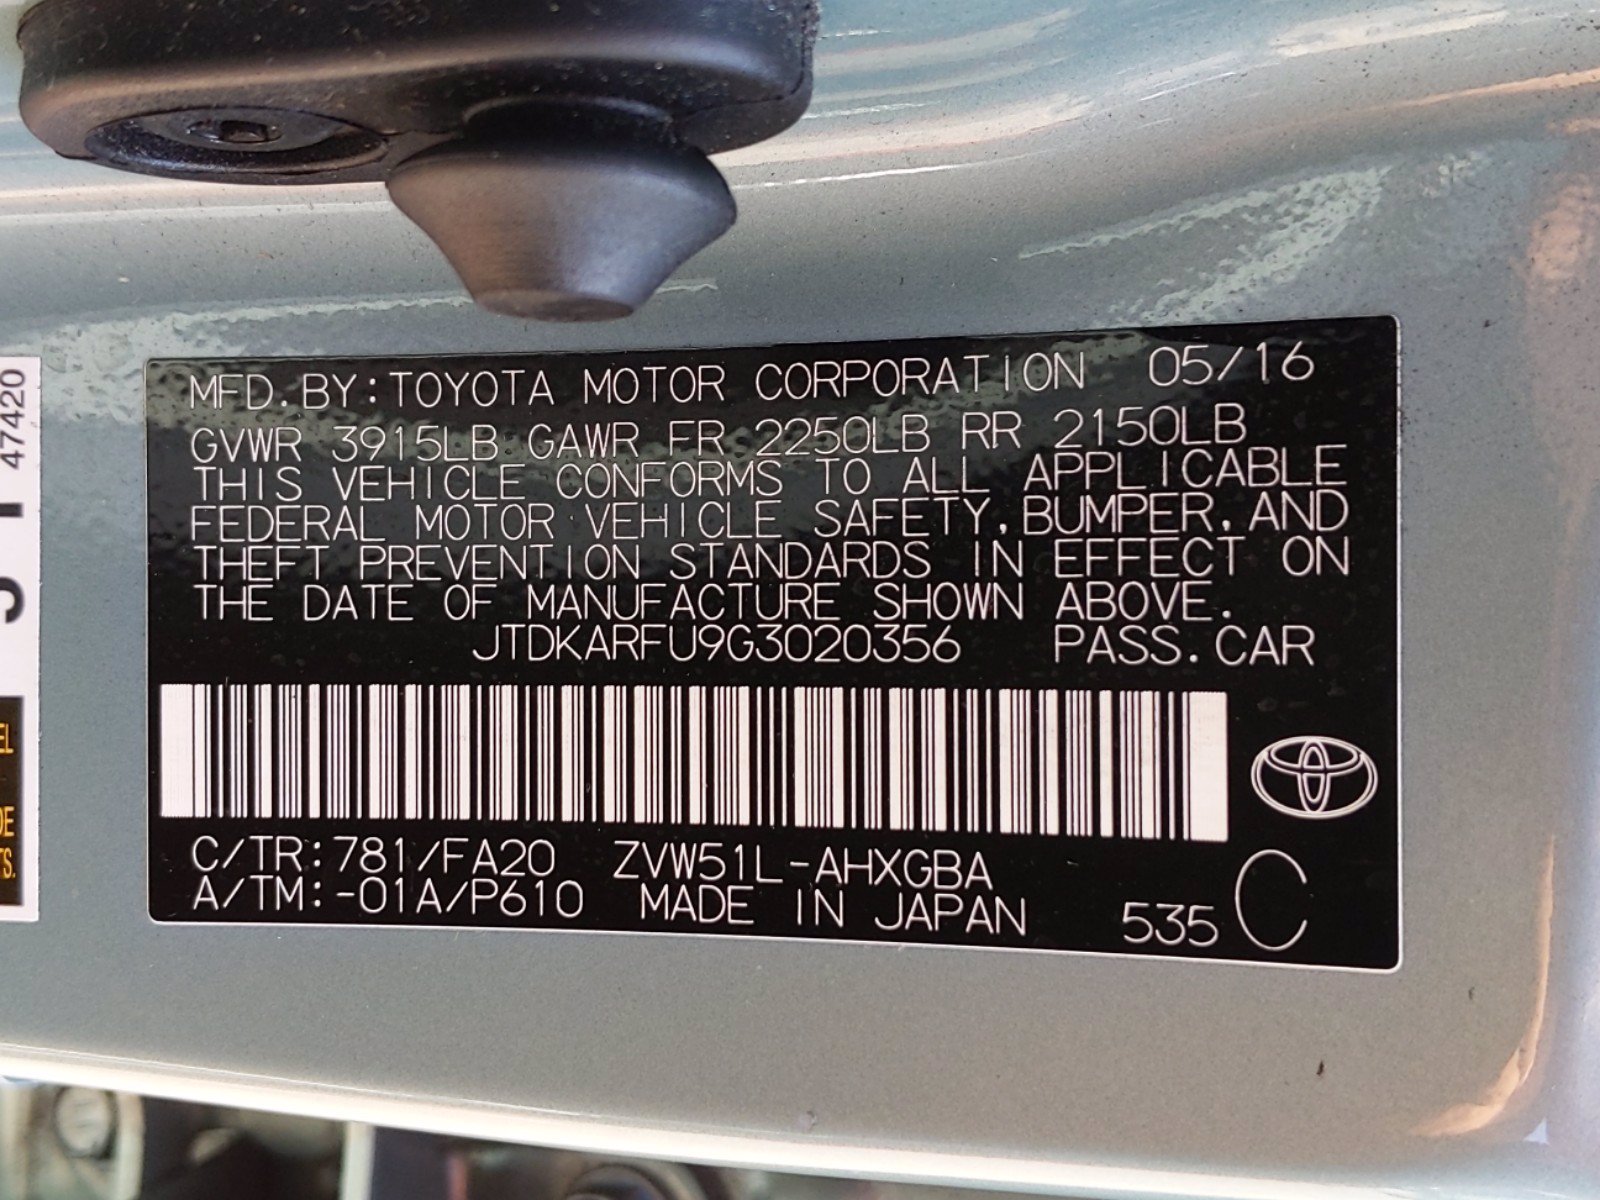 MFD.BY:TOYOTA MOTOR CORPORATION 05/16
GVWR 3915LB GAWR FR 2250LB RR 2150LB
THIS VEHICLE CONFORMS TO ALL APPLICABLE
FEDERAL MOTOR VEHICLE SAFETY,BUMPER,AND
THEFT PREVENTION STANDARDS IN EFFECT ON
THE DATE OF MANUFACTURE SHOWN ABOVE.
JTDKARFU9G3020356 PASS.CAR
C/TR:781/FA20 ZVW51L-AHXGBA
A/TM:-01A/P610 MADE IN JAPAN 535 C
47420